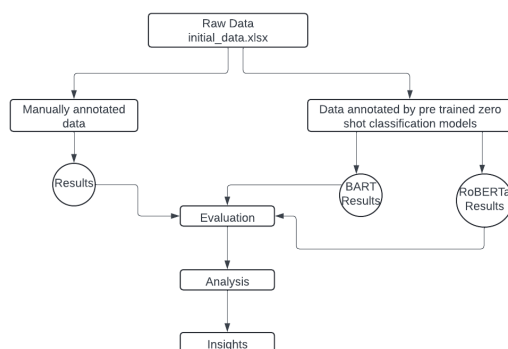 Raw Data
initial_data.xlsx
Manually annotated
data
Data annotated by pre trained zero
shot classification models
Results
BART
Results
RoBERTa
Results
Evaluation
Analysis
Insights